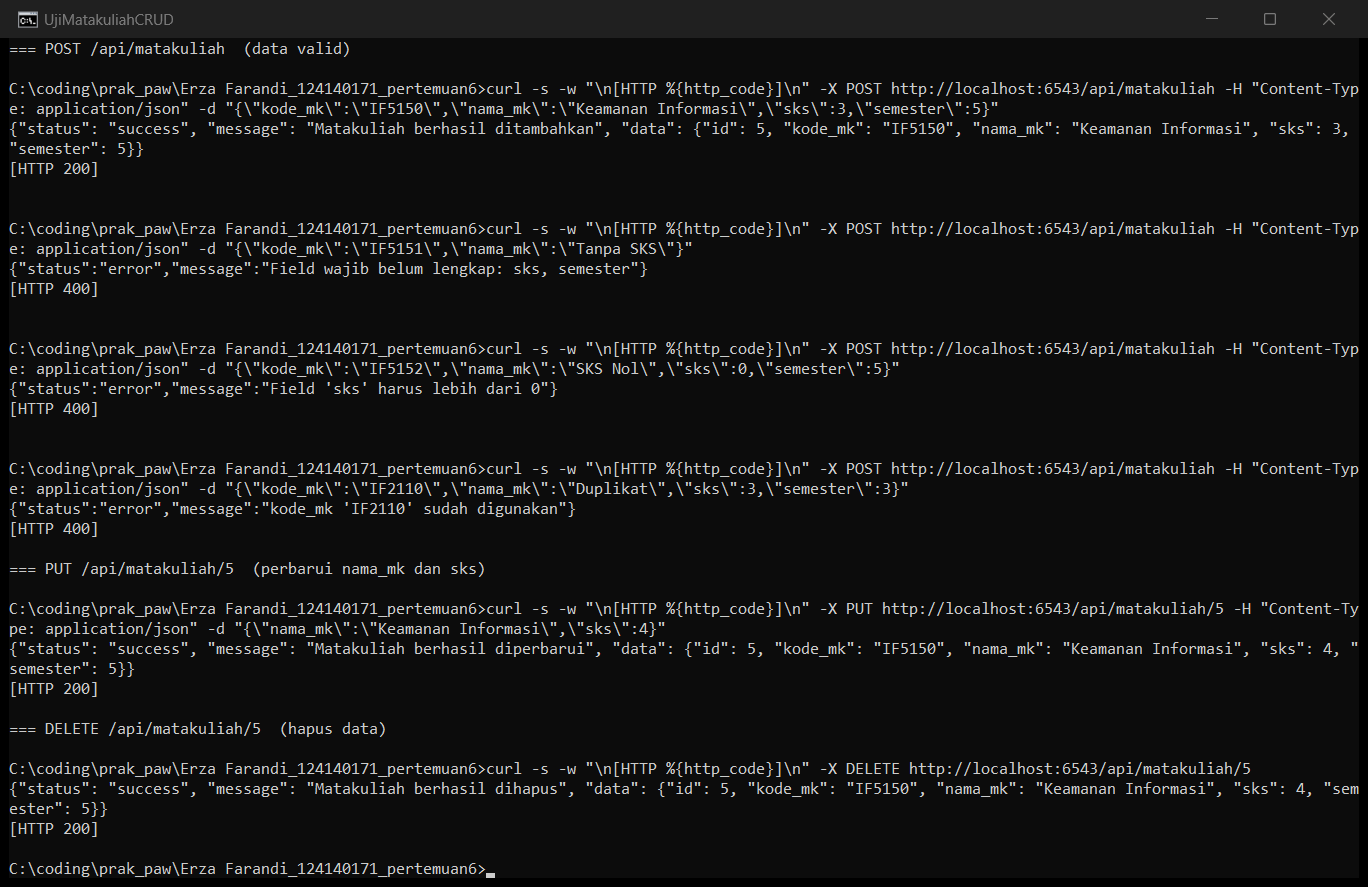 UjiMatakuliahCRUD
=== POST /api/matakuliah  (data valid)
C:\coding\prak_paw\Erza Farandi_124140171_pertemuan6>curl -s -w "\n[HTTP %{http_code}]\n" -X POST http://localhost:6543/api/matakuliah -H "Content-Typ
e: application/json" -d "{\"kode_mk\":\"IF5150\",\"nama_mk\":\"Keamanan Informasi\",\"sks\":3,\"semester\":5}"
{"status": "success", "message": "Matakuliah berhasil ditambahkan", "data": {"id": 5, "kode_mk": "IF5150", "nama_mk": "Keamanan Informasi", "sks": 3,
"semester": 5}}
[HTTP 200]
C:\coding\prak_paw\Erza Farandi_124140171_pertemuan6>curl -s -w "\n[HTTP %{http_code}]\n" -X POST http://localhost:6543/api/matakuliah -H "Content-Typ
e: application/json" -d "{\"kode_mk\":\"IF5151\",\"nama_mk\":\"Tanpa SKS\"}"
{"status":"error","message":"Field wajib belum lengkap: sks, semester"}
[HTTP 400]
C:\coding\prak_paw\Erza Farandi_124140171_pertemuan6>curl -s -w "\n[HTTP %{http_code}]\n" -X POST http://localhost:6543/api/matakuliah -H "Content-Typ
e: application/json" -d "{\"kode_mk\":\"IF5152\",\"nama_mk\":\"SKS Nol\",\"sks\":0,\"semester\":5}"
{"status":"error","message":"Field 'sks' harus lebih dari 0"}
[HTTP 400]
C:\coding\prak_paw\Erza Farandi_124140171_pertemuan6>curl -s -w "\n[HTTP %{http_code}]\n" -X POST http://localhost:6543/api/matakuliah -H "Content-Typ
e: application/json" -d "{\"kode_mk\":\"IF2110\",\"nama_mk\":\"Duplikat\",\"sks\":3,\"semester\":3}"
{"status":"error","message":"kode_mk 'IF2110' sudah digunakan"}
[HTTP 400]
=== PUT /api/matakuliah/5  (perbarui nama_mk dan sks)
C:\coding\prak_paw\Erza Farandi_124140171_pertemuan6>curl -s -w "\n[HTTP %{http_code}]\n" -X PUT http://localhost:6543/api/matakuliah/5 -H "Content-Ty
pe: application/json" -d "{\"nama_mk\":\"Keamanan Informasi\",\"sks\":4}"
{"status": "success", "message": "Matakuliah berhasil diperbarui", "data": {"id": 5, "kode_mk": "IF5150", "nama_mk": "Keamanan Informasi", "sks": 4, "
semester": 5}}
[HTTP 200]
=== DELETE /api/matakuliah/5  (hapus data)
C:\coding\prak_paw\Erza Farandi_124140171_pertemuan6>curl -s -w "\n[HTTP %{http_code}]\n" -X DELETE http://localhost:6543/api/matakuliah/5
{"status": "success", "message": "Matakuliah berhasil dihapus", "data": {"id": 5, "kode_mk": "IF5150", "nama_mk": "Keamanan Informasi", "sks": 4, "sem
ester": 5}}
[HTTP 200]
C:\coding\prak_paw\Erza Farandi_124140171_pertemuan6>